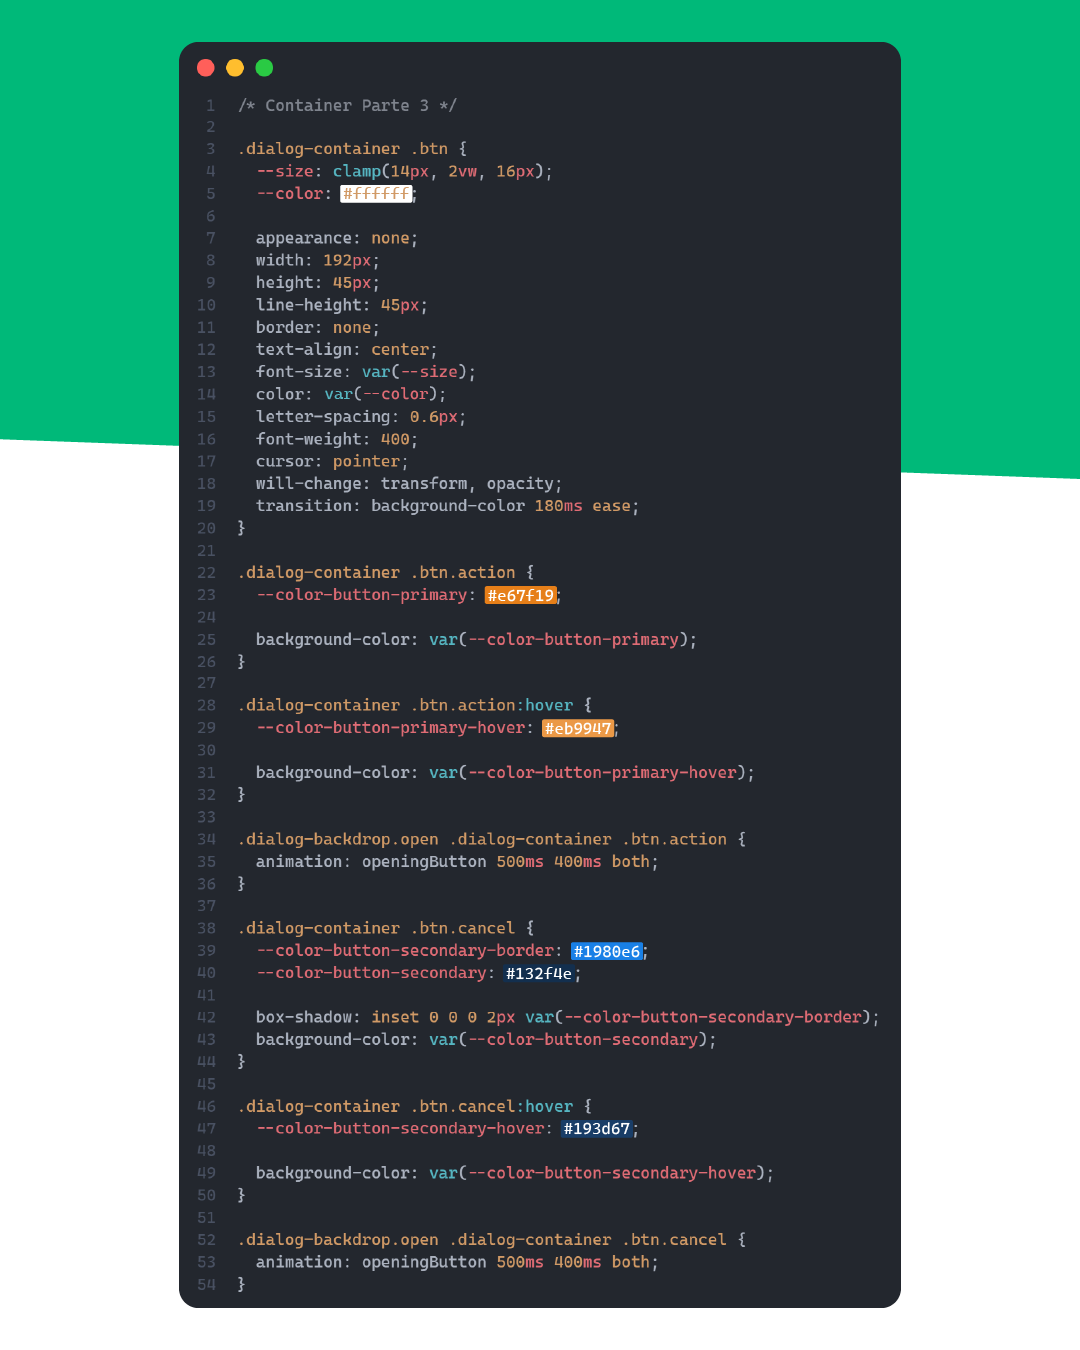 1 /* Container Parte 3 */
2
3 .dialog-container .btn {
4   --size: clamp(14px, 2vw, 16px);
5   --color: #ffffff;
6
7   appearance: none;
8   width: 192px;
9   height: 45px;
10   line-height: 45px;
11   border: none;
12   text-align: center;
13   font-size: var(--size);
14   color: var(--color);
15   letter-spacing: 0.6px;
16   font-weight: 400;
17   cursor: pointer;
18   will-change: transform, opacity;
19   transition: background-color 180ms ease;
20 }
21
22 .dialog-container .btn.action {
23   --color-button-primary: #e67f19;
24
25   background-color: var(--color-button-primary);
26 }
27
28 .dialog-container .btn.action:hover {
29   --color-button-primary-hover: #eb9947;
30
31   background-color: var(--color-button-primary-hover);
32 }
33
34 .dialog-backdrop.open .dialog-container .btn.action {
35   animation: openingButton 500ms 400ms both;
36 }
37
38 .dialog-container .btn.cancel {
39   --color-button-secondary-border: #1980e6;
40   --color-button-secondary: #132f4e;
41
42   box-shadow: inset 0 0 0 2px var(--color-button-secondary-border);
43   background-color: var(--color-button-secondary);
44 }
45
46 .dialog-container .btn.cancel:hover {
47   --color-button-secondary-hover: #193d67;
48
49   background-color: var(--color-button-secondary-hover);
50 }
51
52 .dialog-backdrop.open .dialog-container .btn.cancel {
53   animation: openingButton 500ms 400ms both;
54 }